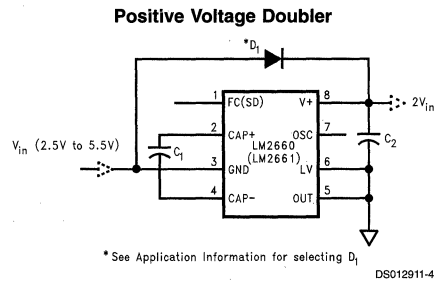 Positive Voltage Doubler
*D1
1 FC(SD) V+ 8 2Vin
2 CAP+ OSC 7
Vin (2.5V to 5.5V) C1 LM2660 C2
(LM2661)
3 GND LV 6
4 CAP- OUT 5
*See Application Information for selecting D1
DS012911-4